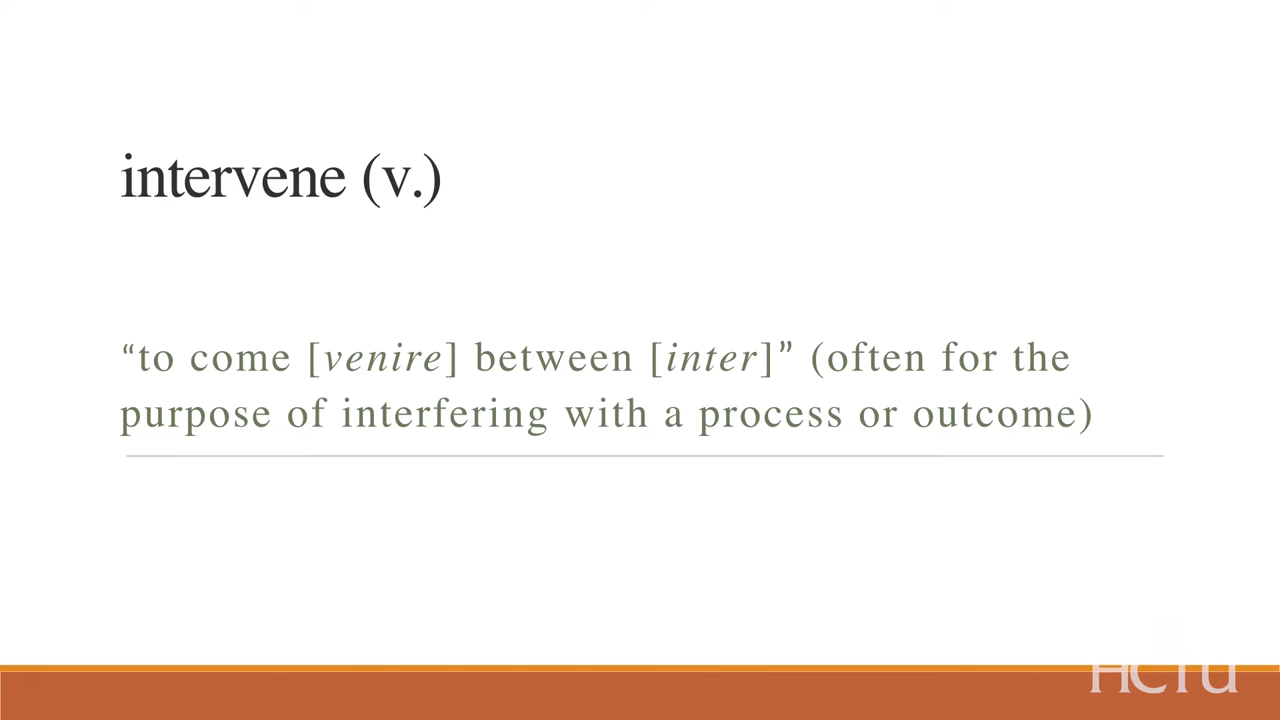 intervene (v.)
“to come [venire] between [inter]” (often for the
purpose of interfering with a process or outcome)
HCTU